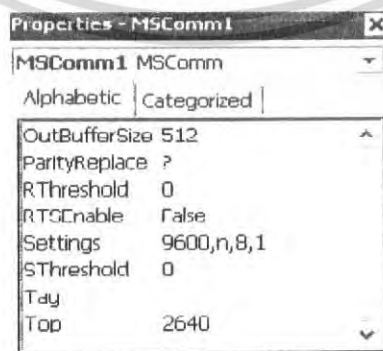 Properties - MSComm1
MSComm1 MSComm
Alphabetic Categorized
OutBufferSize 512
ParityReplace ?
RThreshold 0
RTSEnable False
Settings 9600,n,8,1
SThreshold 0
Tag
Top 2640